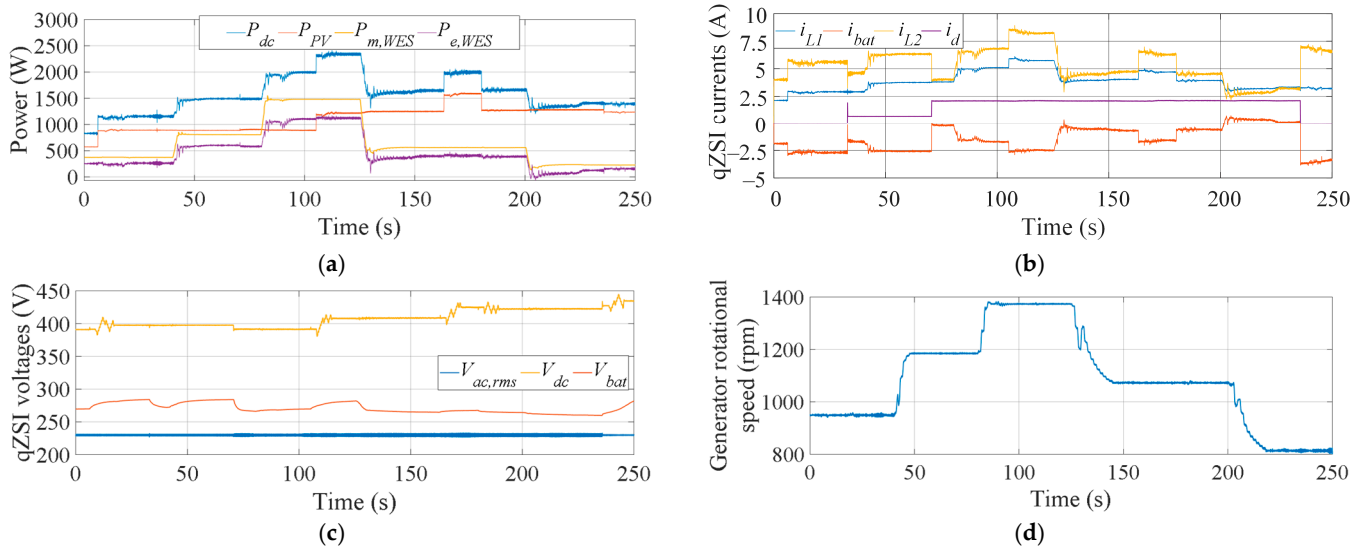 3000
2500
2000
1500
1000
500
0
Power (W)
P_dc P_PV P_m,WES P_e,WES
0 50 100 150 200 250
Time (s)
(a)
10
7.5
5
2.5
0
−2.5
−5
qZSI currents (A)
i_L1 i_bat i_L2 i_d
0 50 100 150 200 250
Time (s)
(b)
450
400
350
300
250
200
qZSI voltages (V)
V_ac,rms V_dc V_bat
0 50 100 150 200 250
Time (s)
(c)
1400
1200
1000
800
Generator rotational
speed (rpm)
0 50 100 150 200 250
Time (s)
(d)